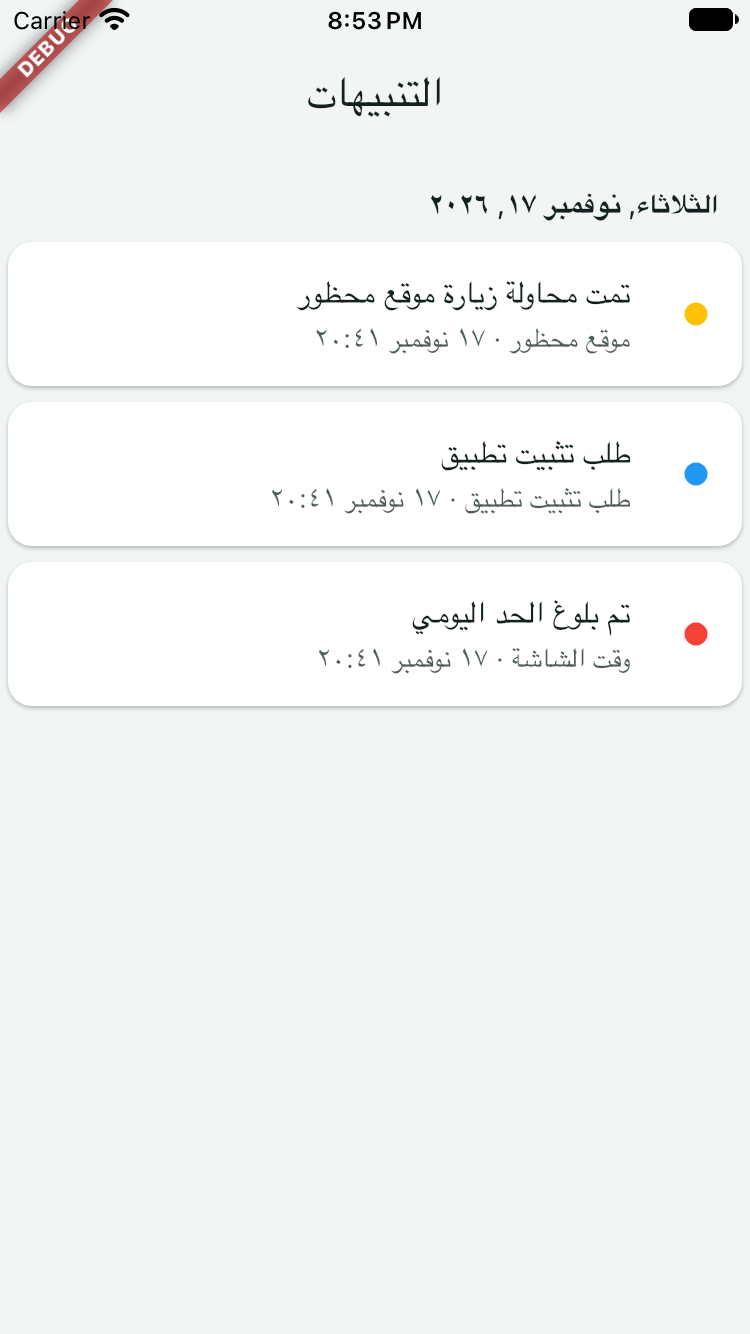 Carrier 8:53 PM
DEBUG
التنبيهات
الثلاثاء, نوفمبر ١٧, ٢٠٢٦
تمت محاولة زيارة موقع محظور
موقع محظور · ١٧ نوفمبر ٢٠:٤١
طلب تثبيت تطبيق
طلب تثبيت تطبيق · ١٧ نوفمبر ٢٠:٤١
تم بلوغ الحد اليومي
وقت الشاشة · ١٧ نوفمبر ٢٠:٤١